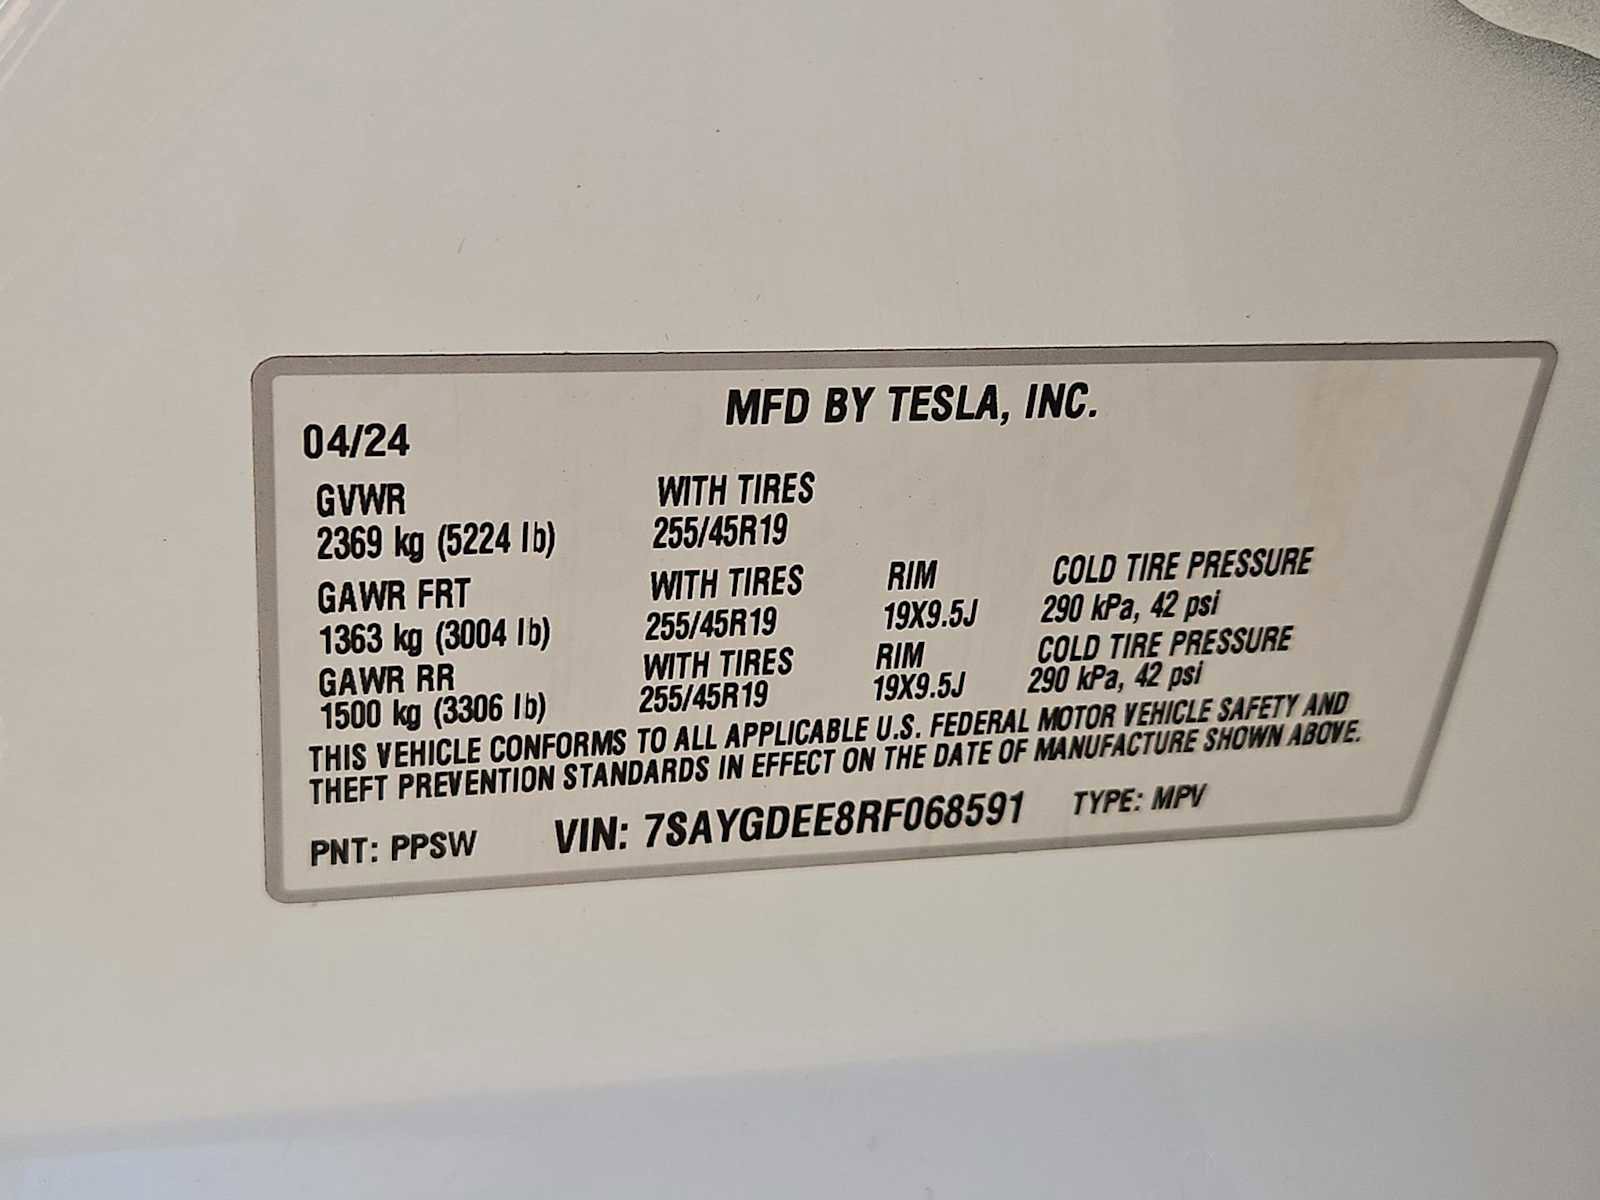 MFD BY TESLA, INC.
04/24
GVWR WITH TIRES
2369 kg (5224 lb) 255/45R19
GAWR FRT WITH TIRES RIM COLD TIRE PRESSURE
1363 kg (3004 lb) 255/45R19 19X9.5J 290 kPa, 42 psi
GAWR RR WITH TIRES RIM COLD TIRE PRESSURE
1500 kg (3306 lb) 255/45R19 19X9.5J 290 kPa, 42 psi
THIS VEHICLE CONFORMS TO ALL APPLICABLE U.S. FEDERAL MOTOR VEHICLE SAFETY AND
THEFT PREVENTION STANDARDS IN EFFECT ON THE DATE OF MANUFACTURE SHOWN ABOVE.
PNT: PPSW VIN: 7SAYGDEE8RF068591 TYPE: MPV